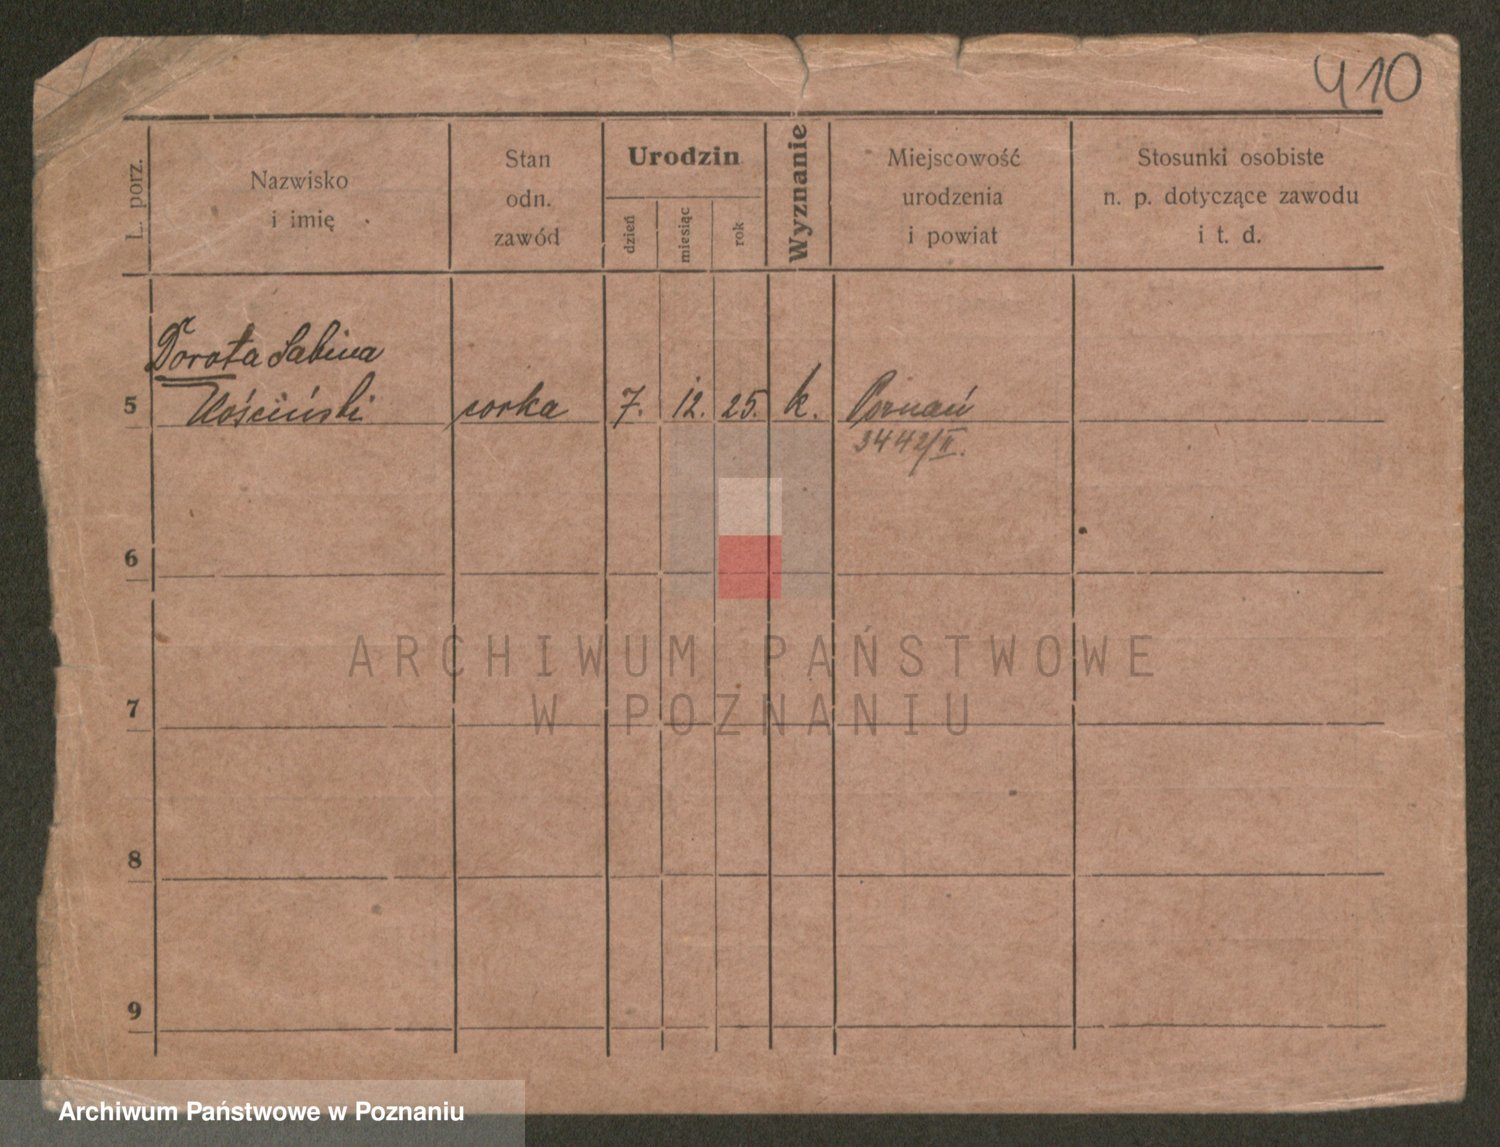 410
L. porz.
Nazwisko
i imię
Stan
odn.
zawód
Urodzin
dzień
miesiąc
rok
Wyznanie
Miejscowość
urodzenia
i powiat
Stosunki osobiste
n. p. dotyczące zawodu
i t. d.
Dorota Sabina
5 Kościński corka 7. 12. 25. k. Poznań
3442/II.
6
ARCHIWUM PAŃSTWOWE
W POZNANIU
7
8
9
Archiwum Państwowe w Poznaniu